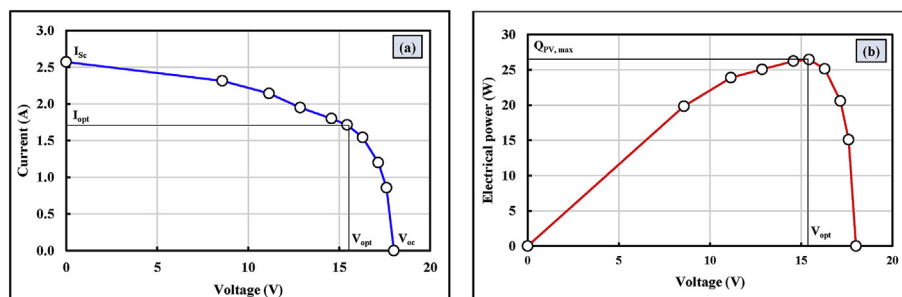 3.0
(a)
I_Sc
2.5
2.0
I_opt
1.5
1.0
0.5
V_opt
V_oc
0.0
0
5
10
15
20
Current (A)
Voltage (V)
30
(b)
Q_PV, max
25
20
15
10
5
V_opt
0
0
5
10
15
20
Electrical power (W)
Voltage (V)